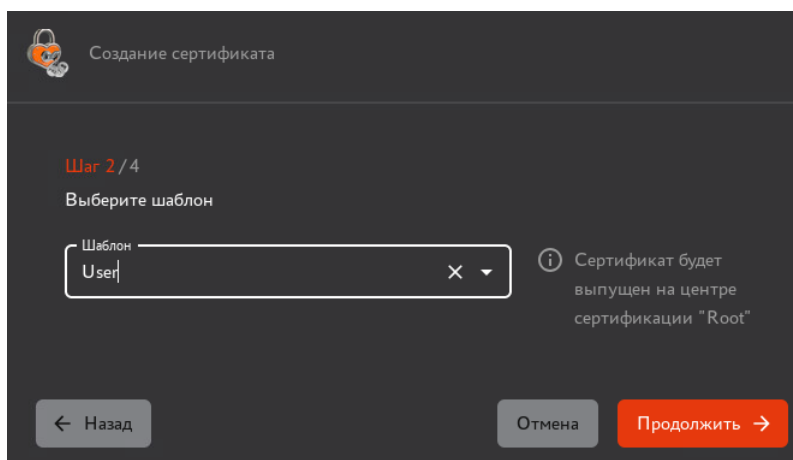 Создание сертификата
Шаг 2/4
Выберите шаблон
Шаблон
User
Сертификат будет
выпущен на центре
сертификации "Root"
Назад
Отмена
Продолжить